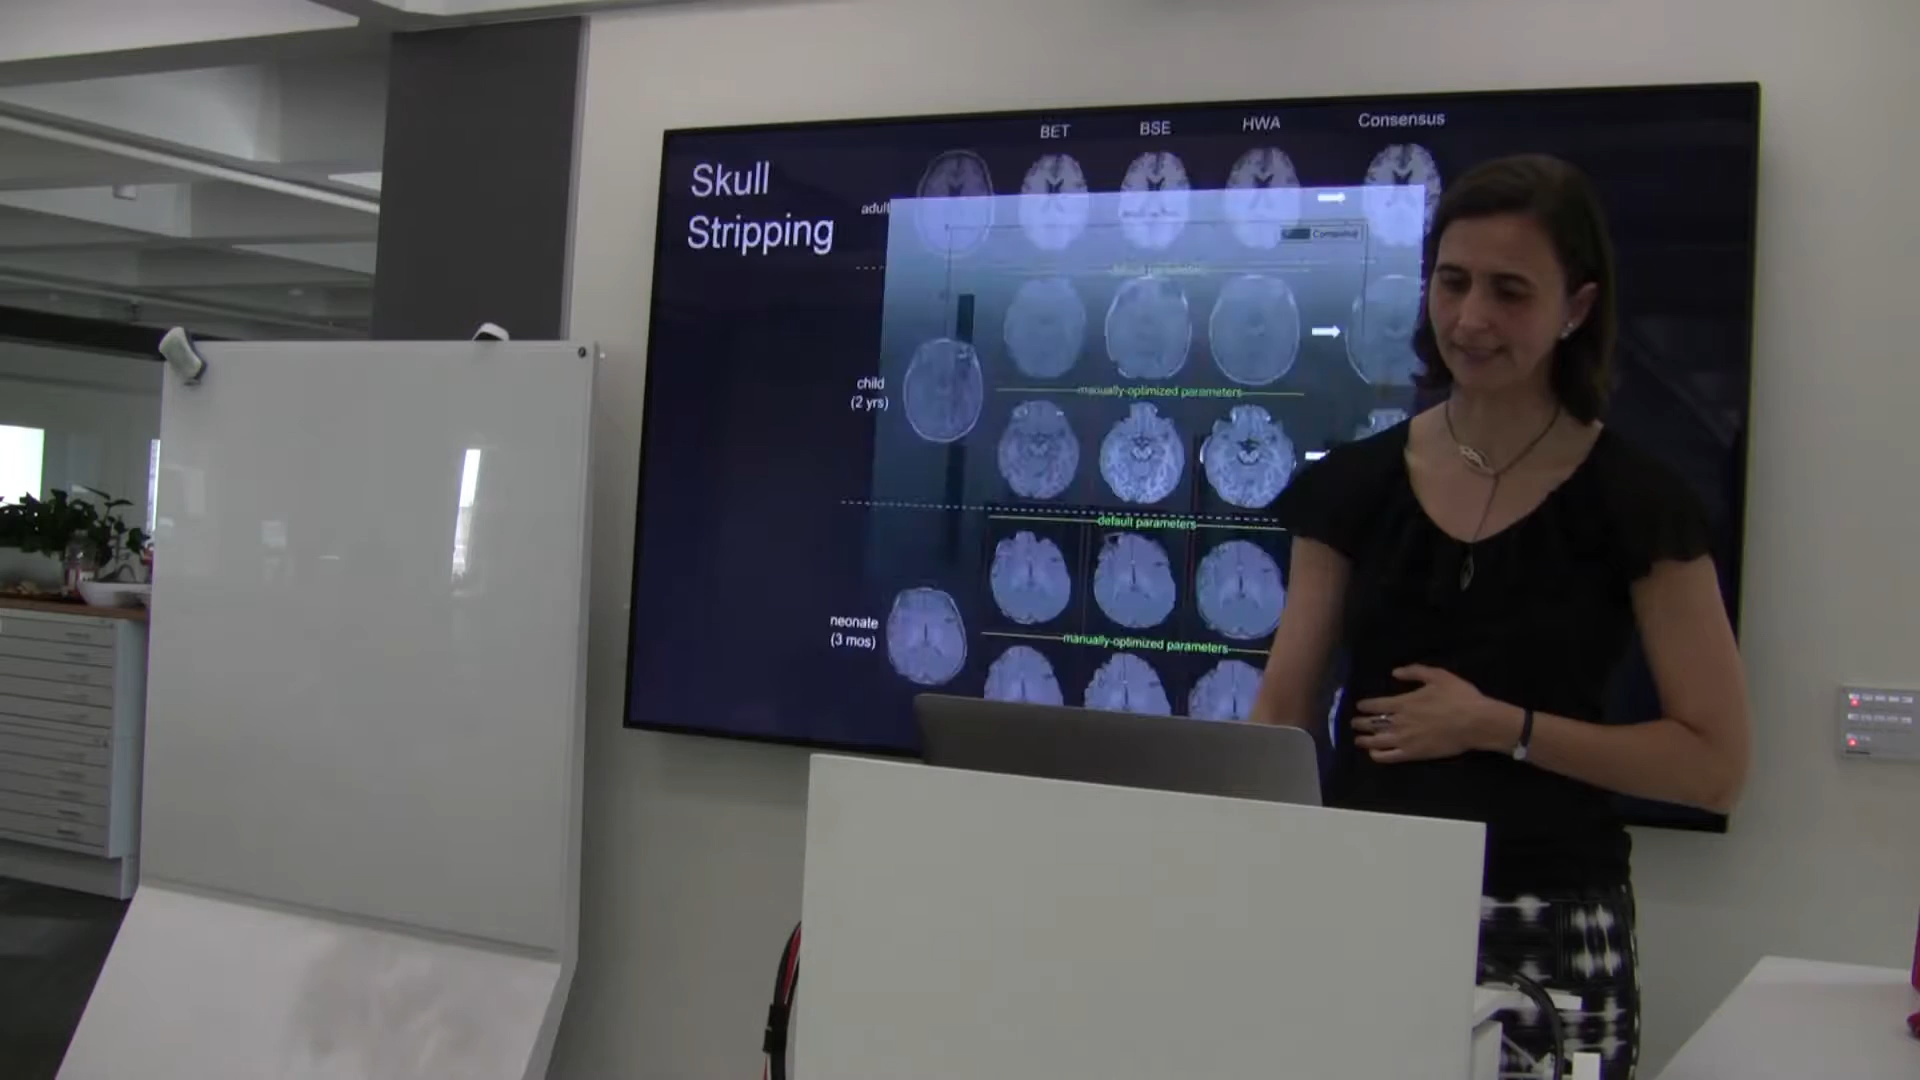 BET BSE HWA Consensus
Skull
Stripping
adult
child
(2 yrs)
manually-optimized parameters
default parameters
neonate
(3 mos)
manually-optimized parameters